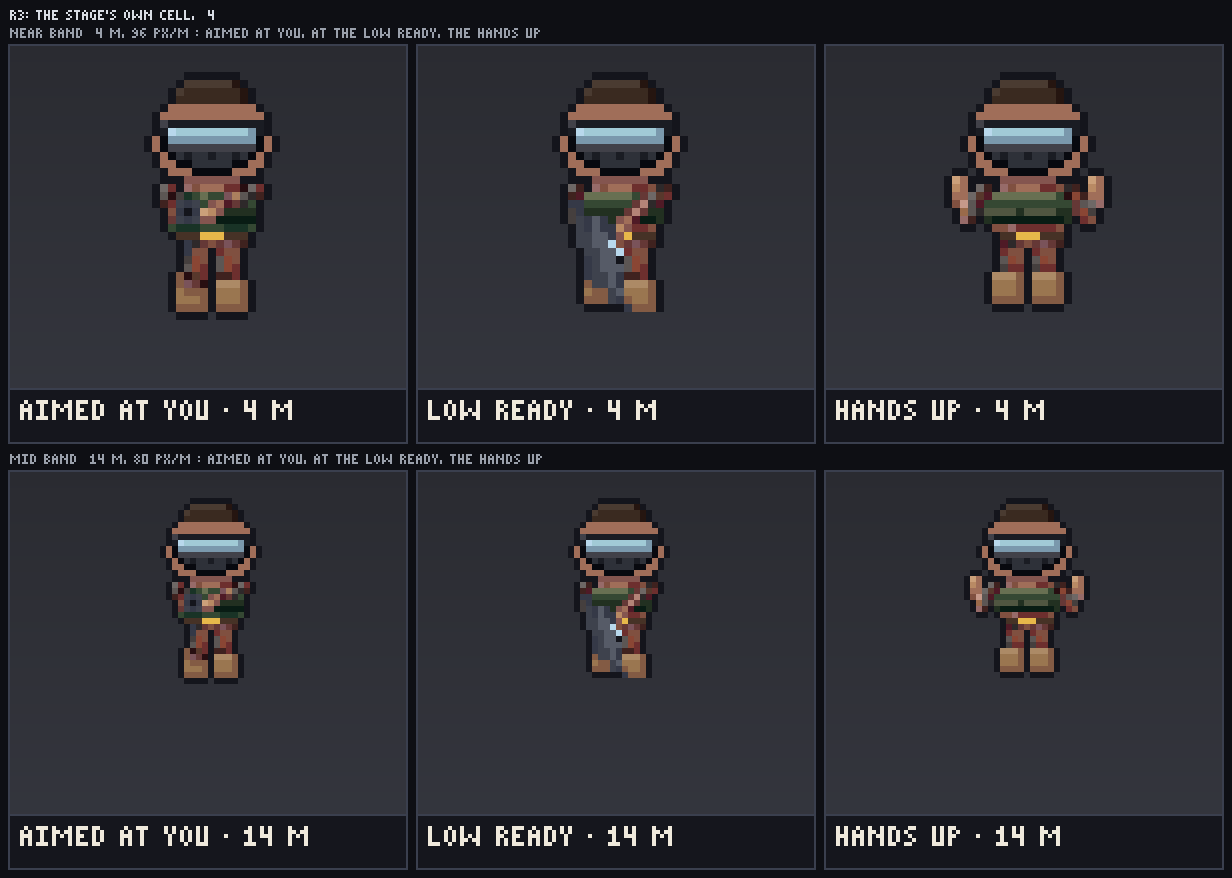 R3: THE STAGE'S OWN CELL. 4
NEAR BAND 4 M. 96 PX/M : AIMED AT YOU. AT THE LOW READY. THE HANDS UP
AIMED AT YOU · 4 M
LOW READY · 4 M
HANDS UP · 4 M
MID BAND 14 M. 80 PX/M : AIMED AT YOU. AT THE LOW READY. THE HANDS UP
AIMED AT YOU · 14 M
LOW READY · 14 M
HANDS UP · 14 M